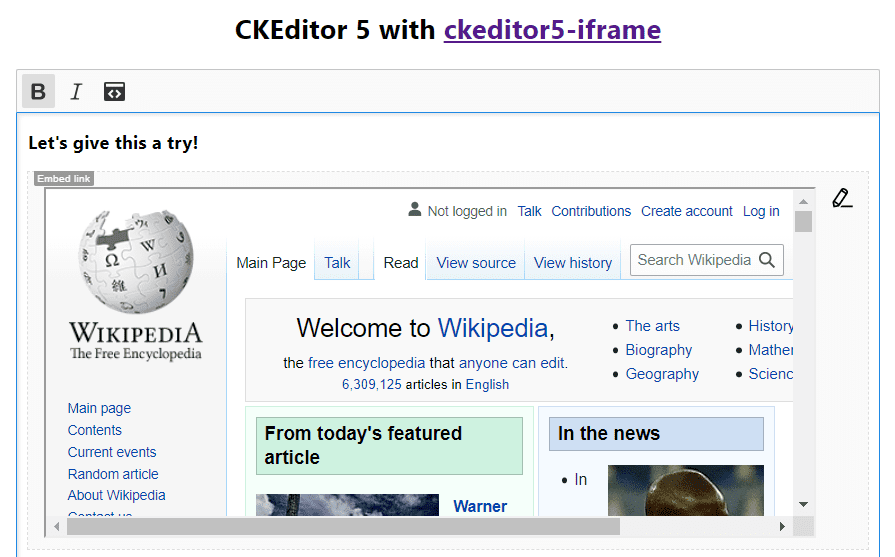 CKEditor 5 with ckeditor5-iframe
B I
Let's give this a try!
Embed link
Not logged in Talk Contributions Create account Log in
Main Page Talk Read View source View history Search Wikipedia
Ω W И
維
WIKIPEDIA
The Free Encyclopedia
Welcome to Wikipedia,
the free encyclopedia that anyone can edit.
6,309,125 articles in English
• The arts
• Biography
• Geography
• History
• Mather
• Scienc
Main page
Contents
Current events
Random article
About Wikipedia
Contact us
From today's featured
article
Warner
In the news
• In